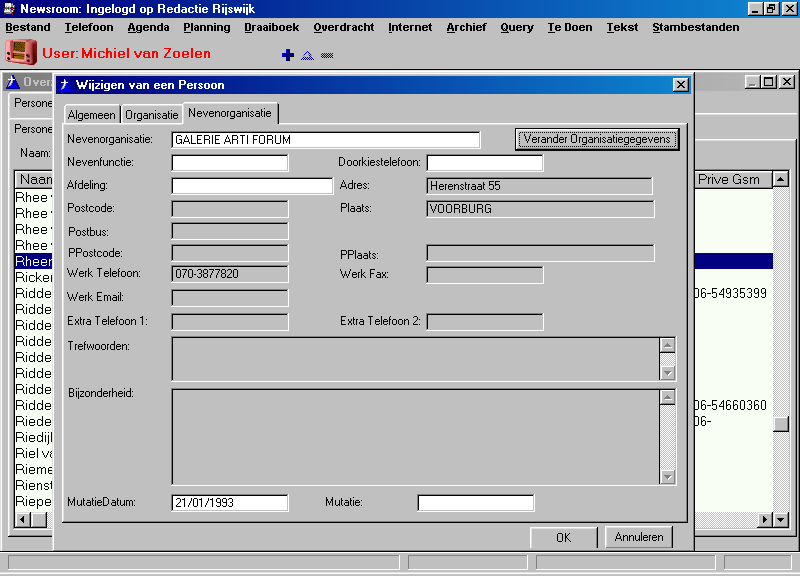 Newsroom: Ingelogd op Redactie Rijswijk
Bestand Telefoon Agenda Planning Draaiboek Overdracht Internet Archief Query Te Doen Tekst Stambestanden
User: Michiel van Zoelen
Over
Wijzigen van een Persoon
Persone
Algemeen Organisatie Nevenorganisatie
Persone
Nevenorganisatie: GALERIE ARTI FORUM Verander Organisatiegegevens
Naam: Nevenfunctie: Doorkiestelefoon:
Naam Afdeling: Adres: Herenstraat 55 Prive Gsm
Rhee
Postcode: Plaats: VOORBURG
Rhee
Rhee Postbus:
Rhee
PPostcode: PPlaats:
Rheer
Werk Telefoon: 070-3877820 Werk Fax:
Ricker
Ridde Werk Email: 06-54935399
Ridde
Ridde Extra Telefoon 1: Extra Telefoon 2:
Ridde
Ridde Trefwoorden:
Ridde
Ridde
Ridde Bijzonderheid:
Ridde 06-54660360
Riede 06-
Riedijl
Riel va
Rieme
Rienst
Riepe MutatieDatum: 21/01/1993 Mutatie:
OK Annuleren